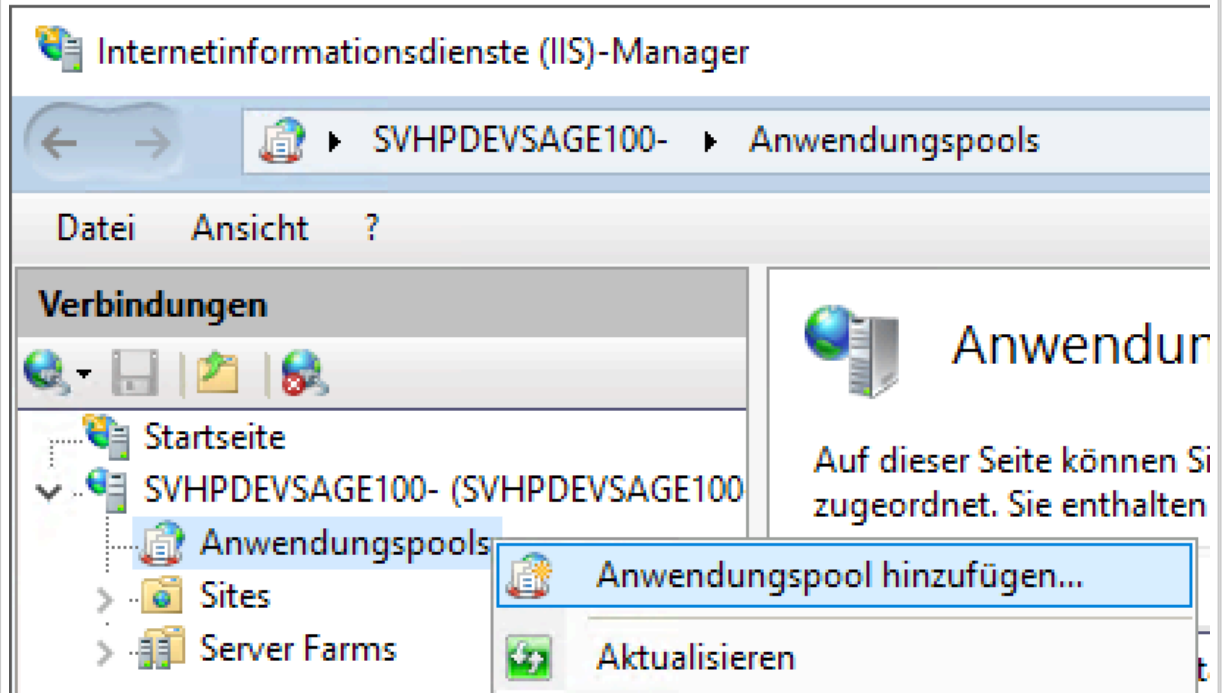 Internetinformationsdienste (IIS)-Manager
SVHPDEVSAGE100- Anwendungspools
Datei Ansicht ?
Verbindungen
Anwendun
Startseite
Auf dieser Seite können Si
SVHPDEVSAGE100- (SVHPDEVSAGE100
zugeordnet. Sie enthalten
Anwendungspools
Anwendungspool hinzufügen...
Sites
Server Farms
Aktualisieren